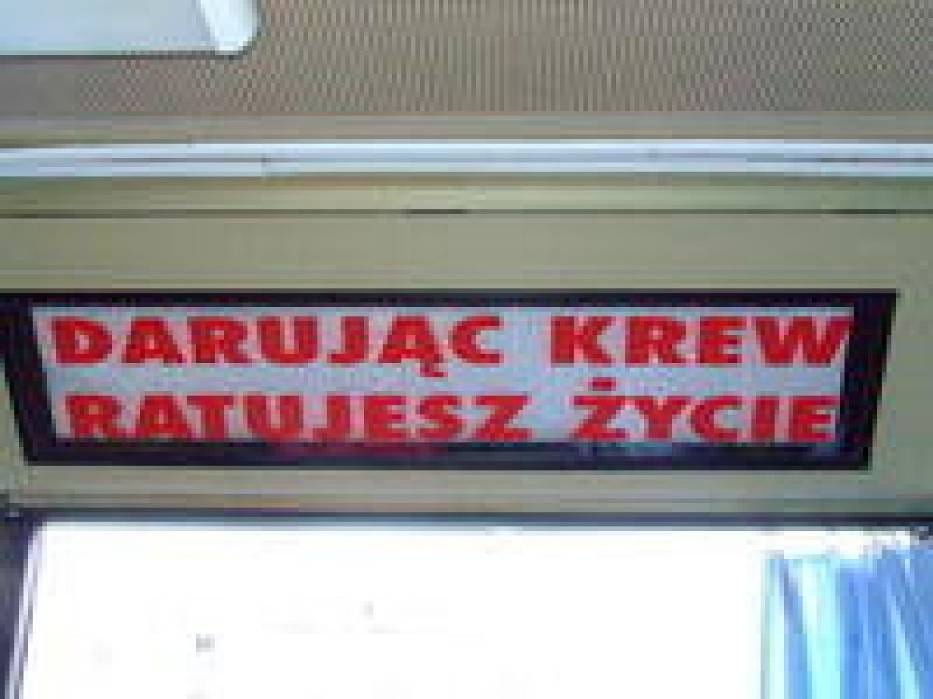 DARUJĄC KREW
RATUJESZ ŻYCIE